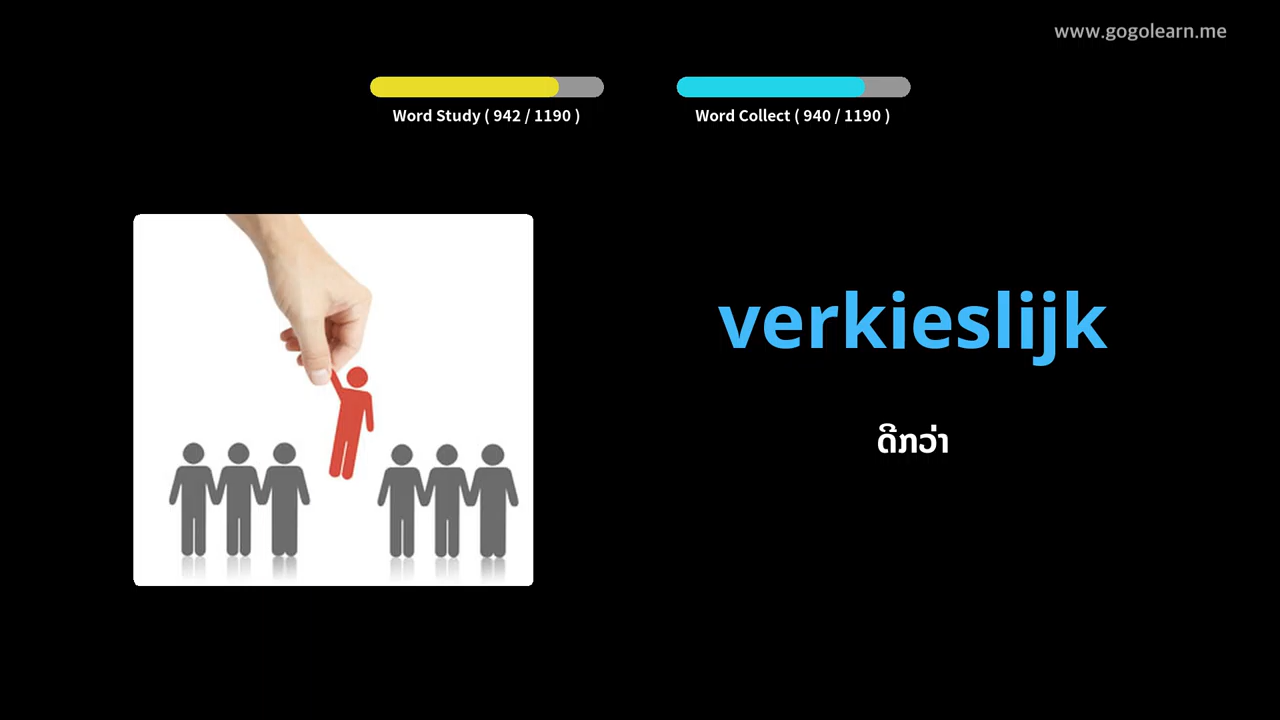 www.gogolearn.me
Word Study ( 942 / 1190 )
Word Collect ( 940 / 1190 )
verkieslijk
ດີກວ່າ